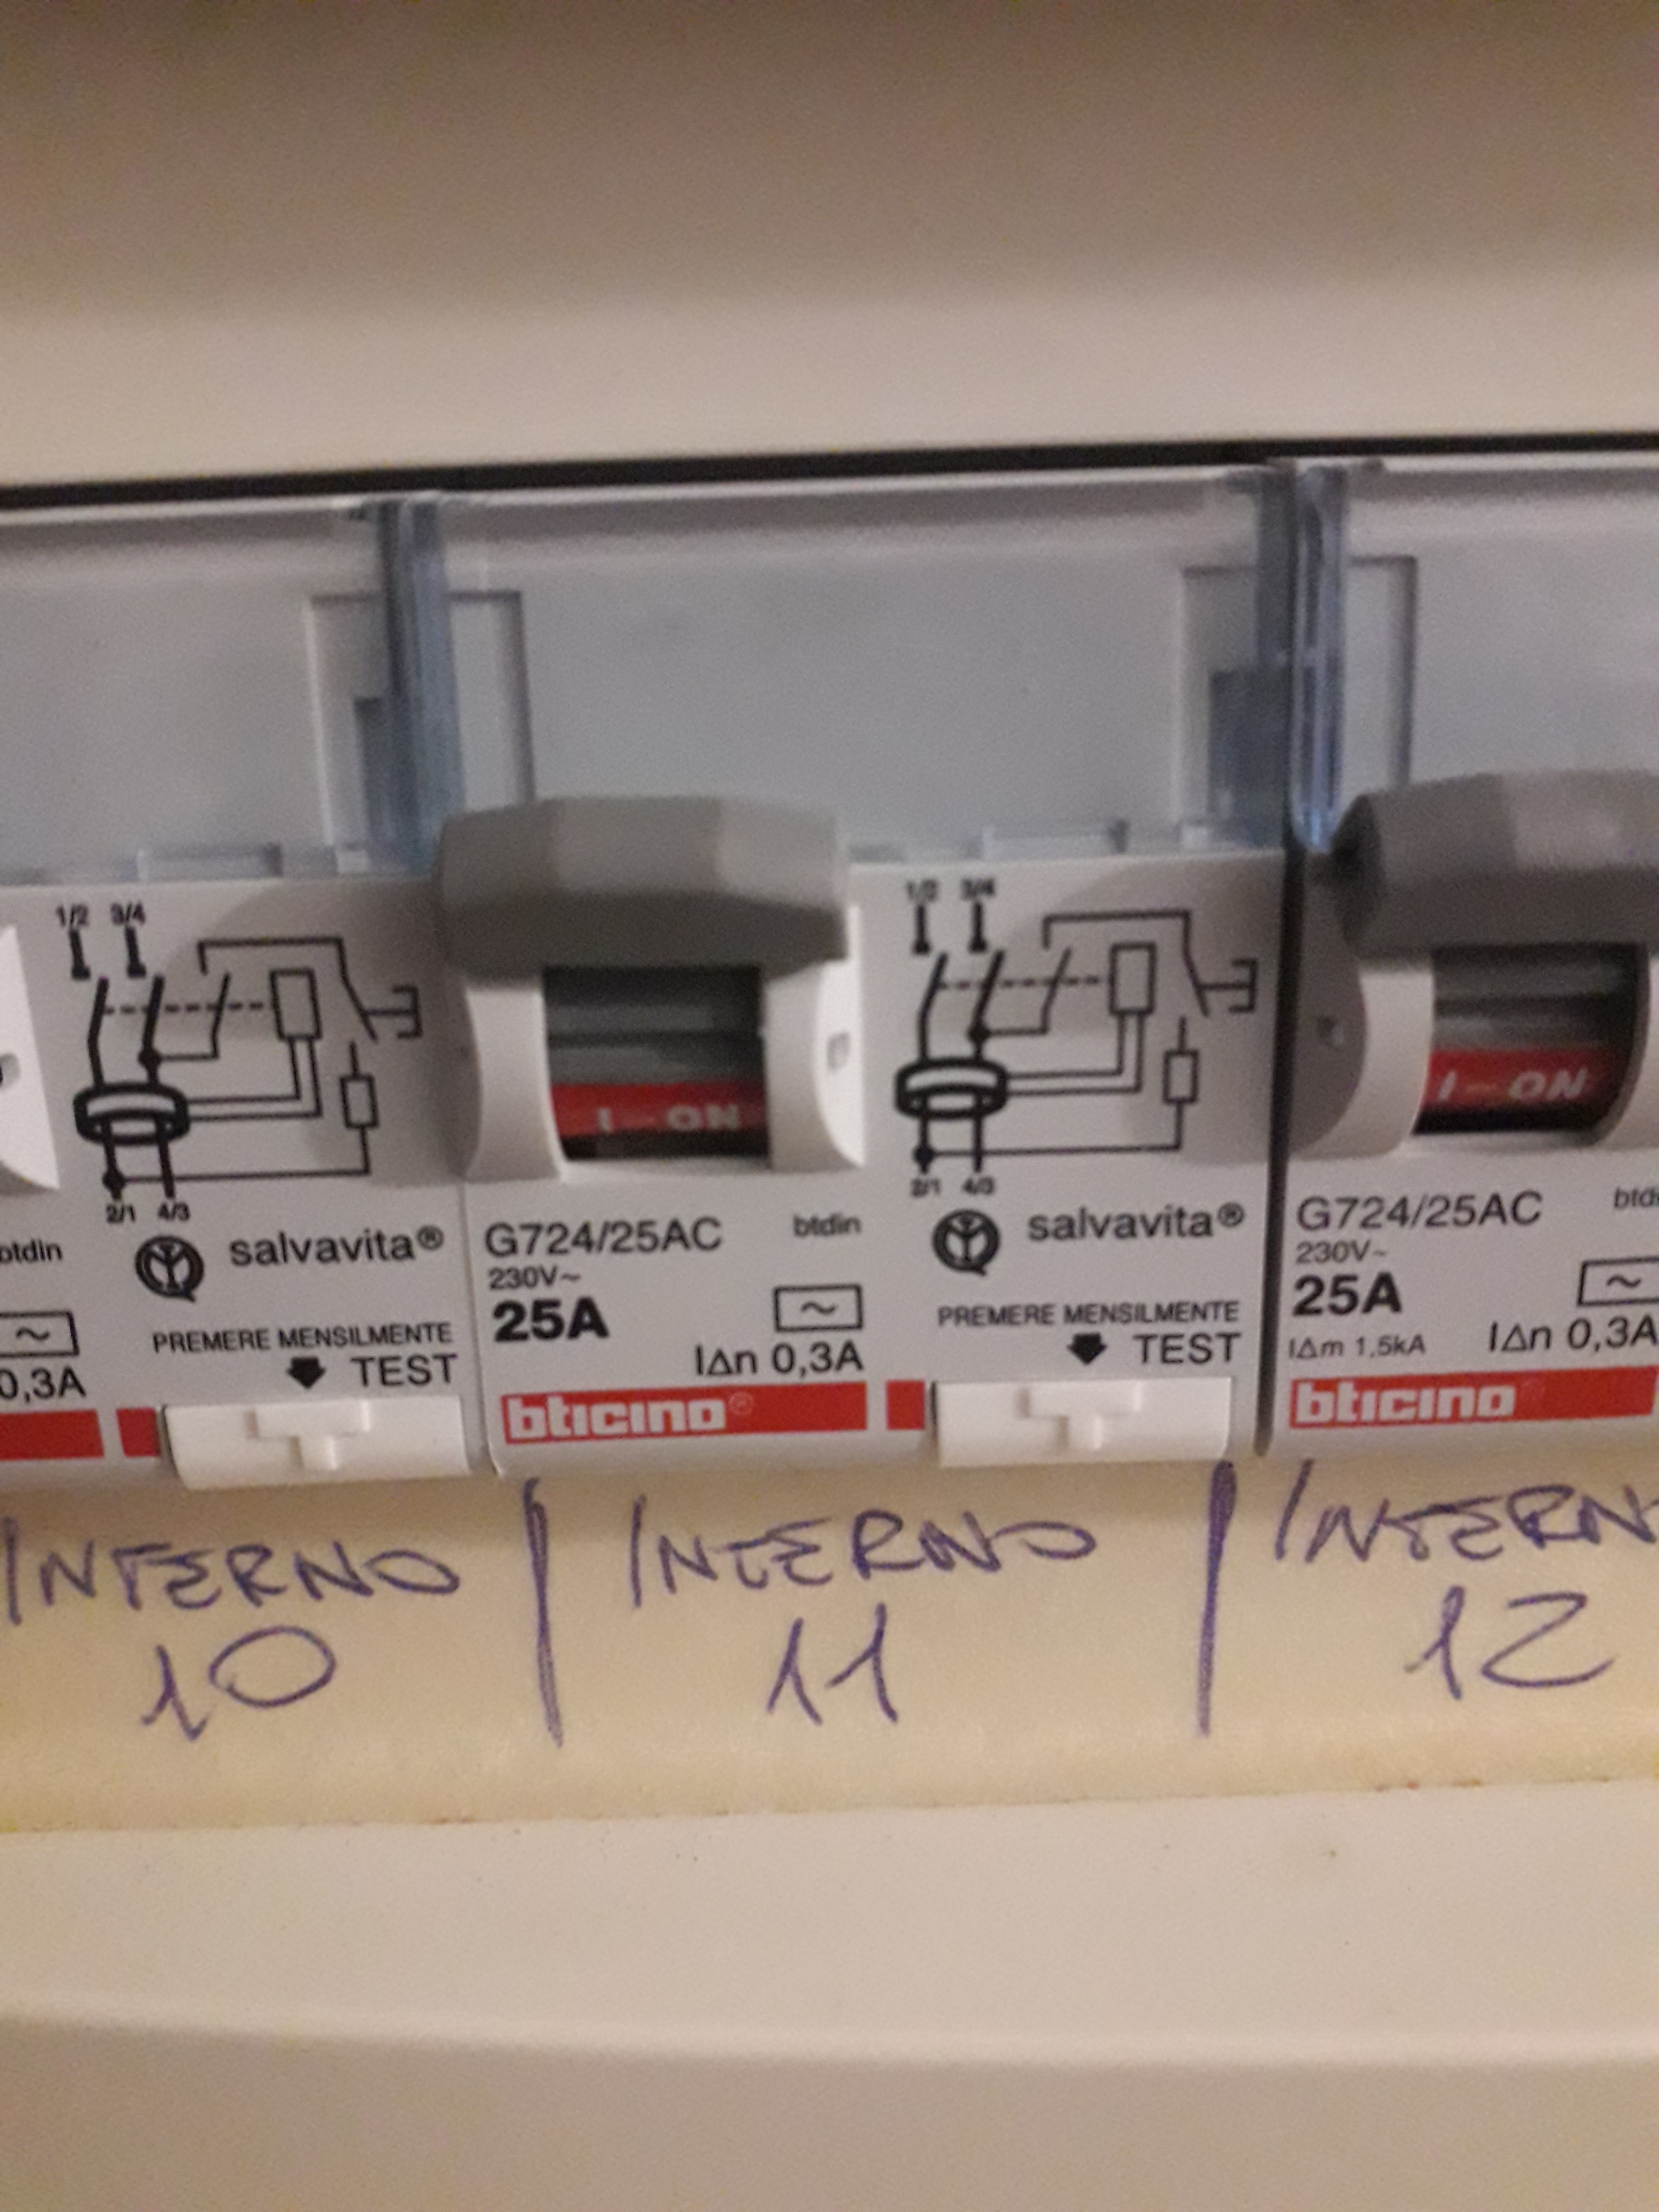 1/2 3/4
2/1 4/3
btdin
salvavita®
PREMERE MENSILMENTE
TEST
0,3A
I-ON
G724/25AC btdin
230V~
25A
IΔn 0,3A
bticino®
1/2 3/4
2/1 4/3
salvavita®
PREMERE MENSILMENTE
TEST
I-ON
G724/25AC btdi
230V~
25A
IΔm 1,5kA IΔn 0,3A
bticino
INTERNO INTERNO INTERN
10 11 12